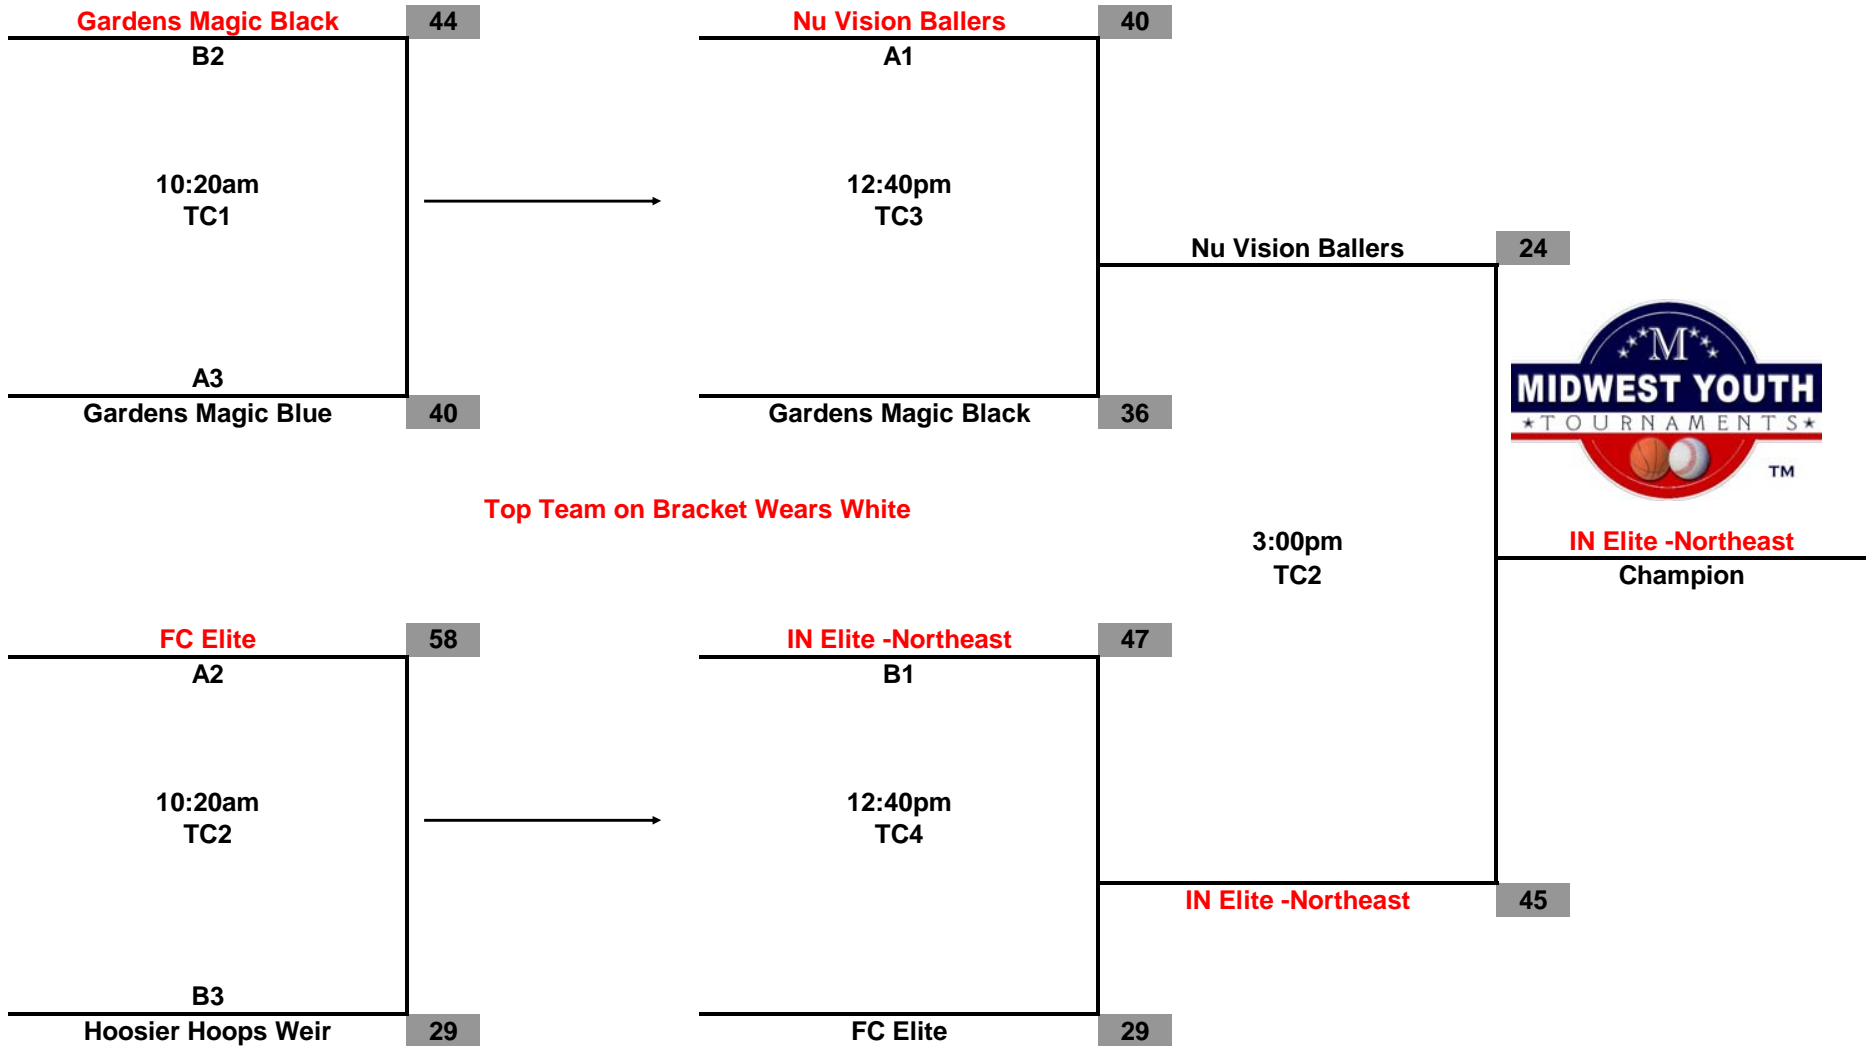 Gardens Magic Black 44
B2
10:20am
TC1
A3
Gardens Magic Blue 40
Nu Vision Ballers 40
A1
12:40pm
TC3
Gardens Magic Black 36
Nu Vision Ballers 24
M
MIDWEST YOUTH
TOURNAMENTS
TM
Top Team on Bracket Wears White
3:00pm
TC2
IN Elite -Northeast
Champion
FC Elite 58
A2
10:20am
TC2
B3
Hoosier Hoops Weir 29
IN Elite -Northeast 47
B1
12:40pm
TC4
FC Elite 29
IN Elite -Northeast 45